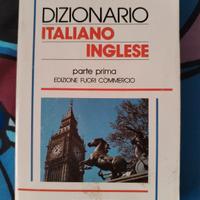 DIZIONARIO
ITALIANO
INGLESE
parte prima
EDIZIONE FUORI COMMERCIO